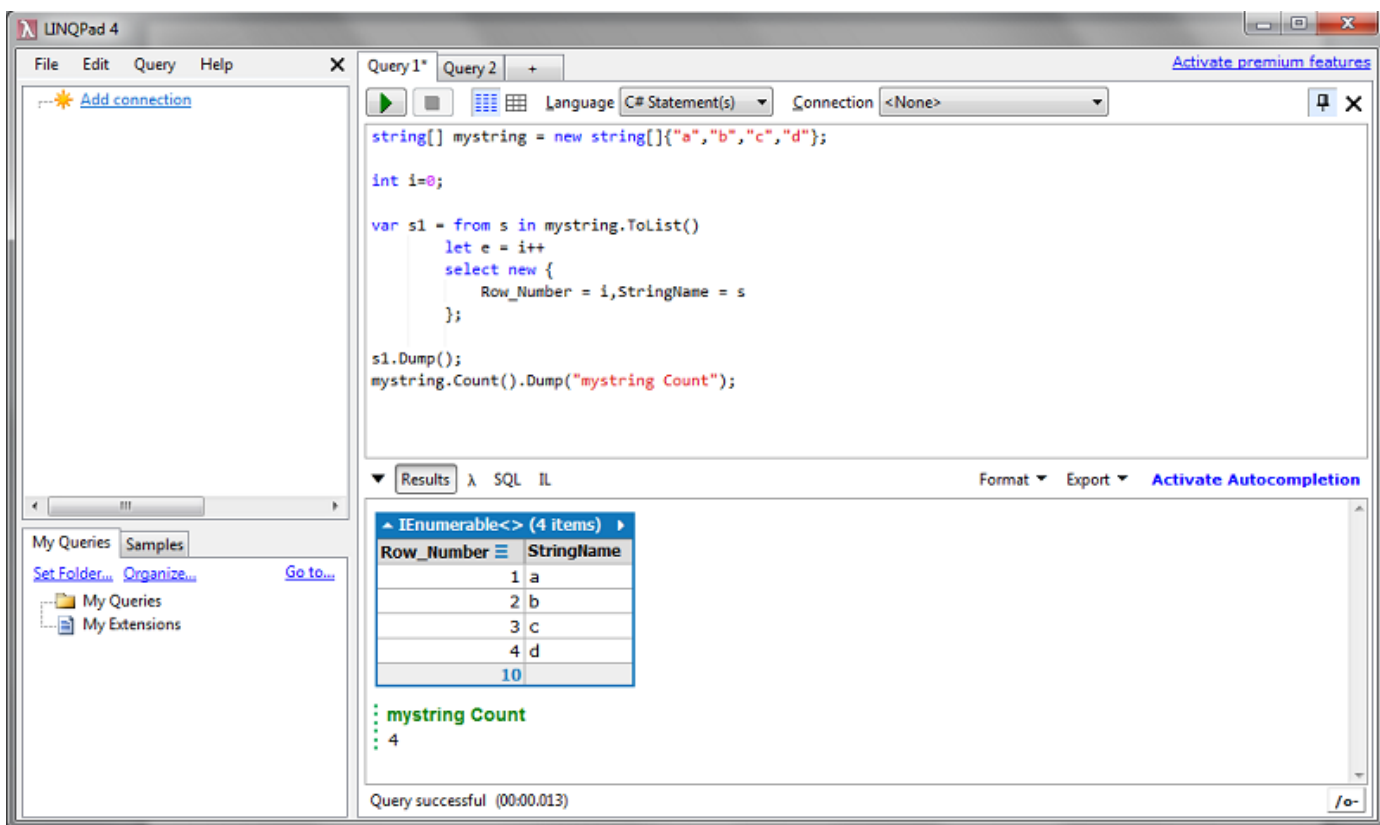 LINQPad 4
File Edit Query Help
Add connection
Query 1* Query 2 +
Activate premium features
Language C# Statement(s) Connection <None>
string[] mystring = new string[]{"a","b","c","d"};
int i=0;
var s1 = from s in mystring.ToList()
let e = i++
select new {
Row_Number = i,StringName = s
};
s1.Dump();
mystring.Count().Dump("mystring Count");
Results λ SQL IL
Format Export Activate Autocompletion
IEnumerable<> (4 items)
Row_Number StringName
1 a
2 b
3 c
4 d
10
mystring Count
4
My Queries Samples
Set Folder... Organize... Go to...
My Queries
My Extensions
Query successful (00:00.013)
/o-